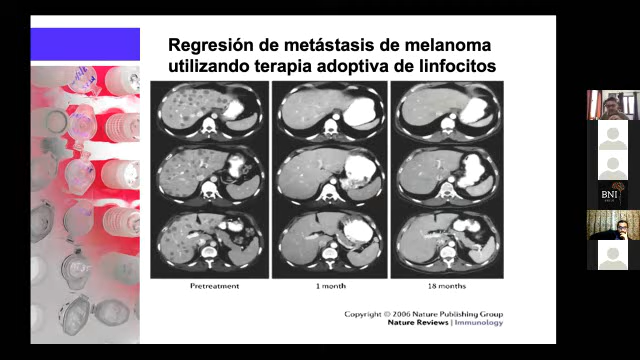 Regresión de metástasis de melanoma
utilizando terapia adoptiva de linfocitos
Pretreatment
1 month
18 months
Copyright © 2006 Nature Publishing Group
Nature Reviews | Immunology
BNI